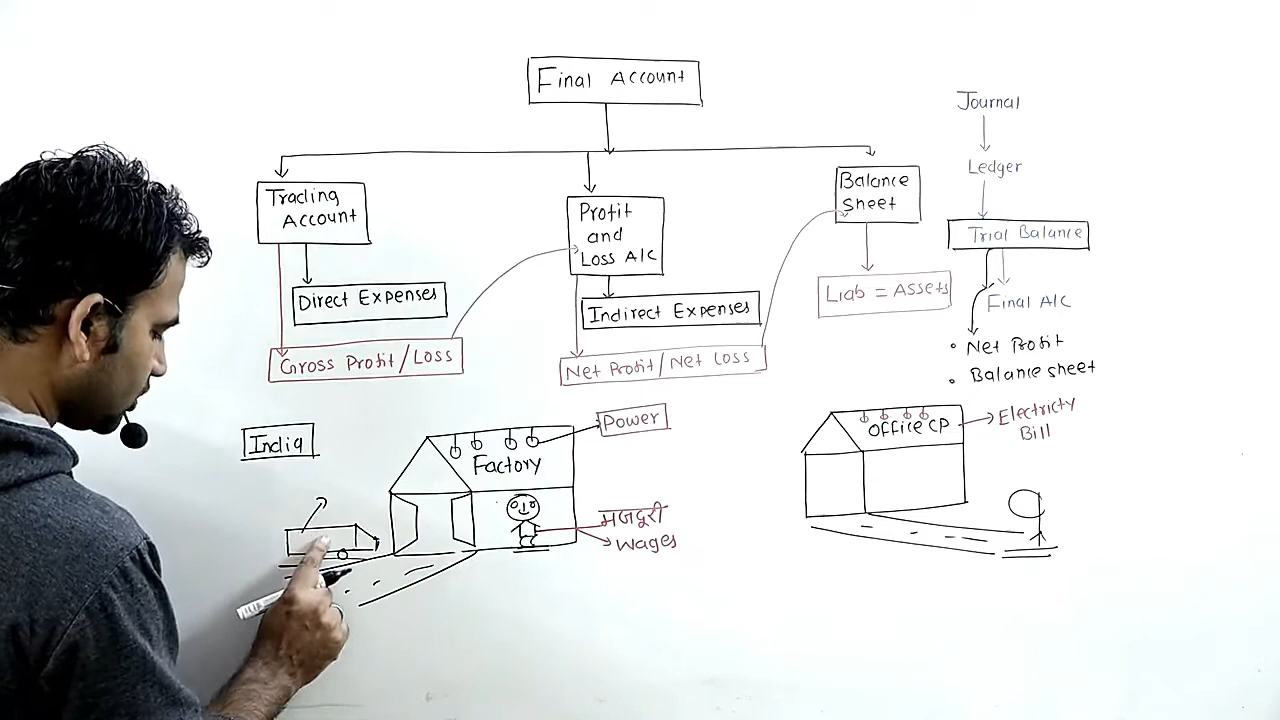 Final Account
Journal
Ledger
Trial Balance
Final A/C
• Net Profit
• Balance sheet
Trading
Account
Direct Expenses
Gross Profit/Loss
Profit
and
Loss A/C
Indirect Expenses
Net Profit/Net Loss
Balance
Sheet
Liab = Assets
India
Factory
Power
मजदूरी
Wages
Office CP
Electricty
Bill